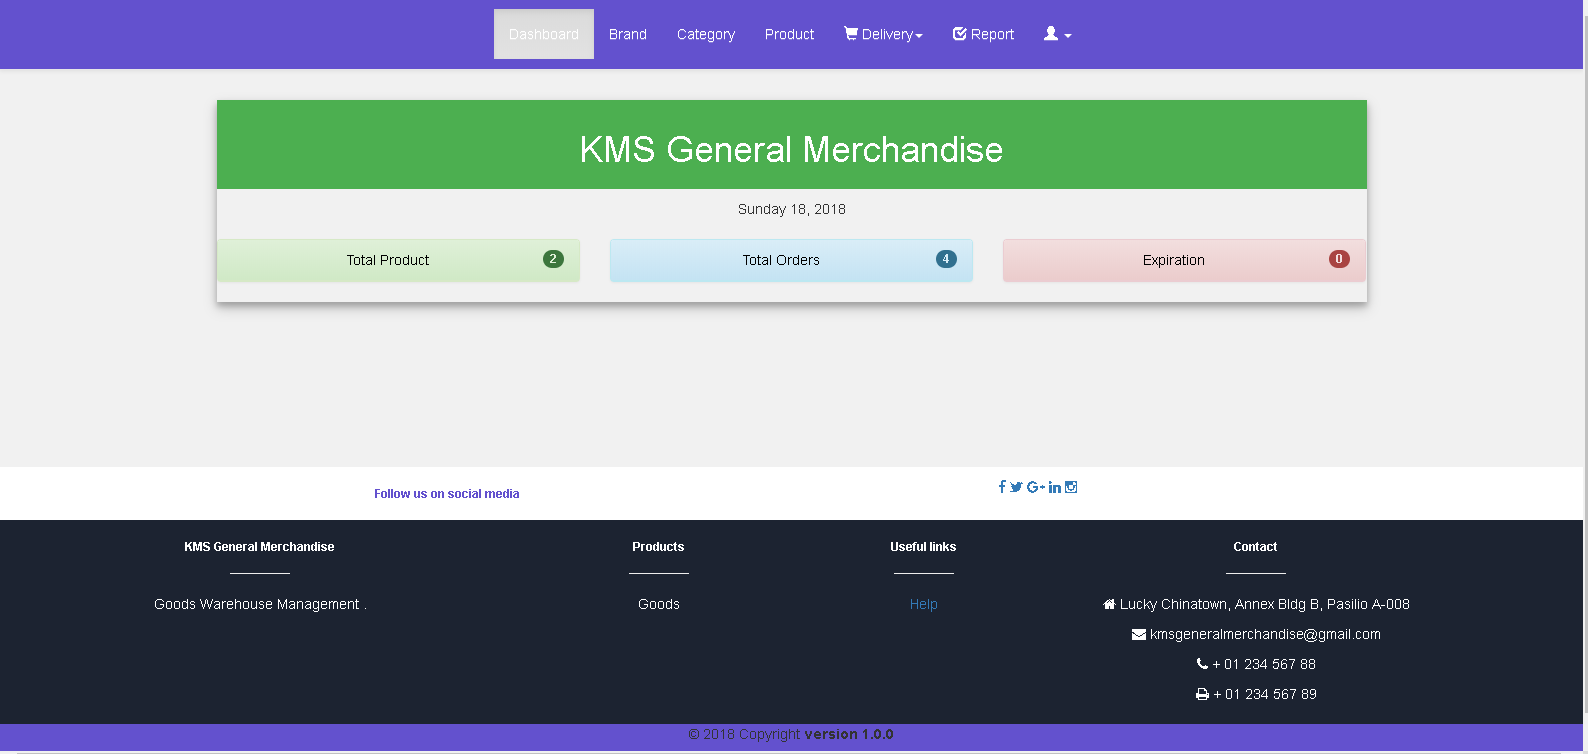 Dashboard Brand Category Product Delivery Report
KMS General Merchandise
Sunday 18, 2018
Total Product 2 Total Orders 4 Expiration 0
Follow us on social media
KMS General Merchandise Products Useful links Contact
Goods Warehouse Management . Goods Help Lucky Chinatown, Annex Bldg B, Pasilio A-008
kmsgeneralmerchandise@gmail.com
+ 01 234 567 88
+ 01 234 567 89
© 2018 Copyright version 1.0.0